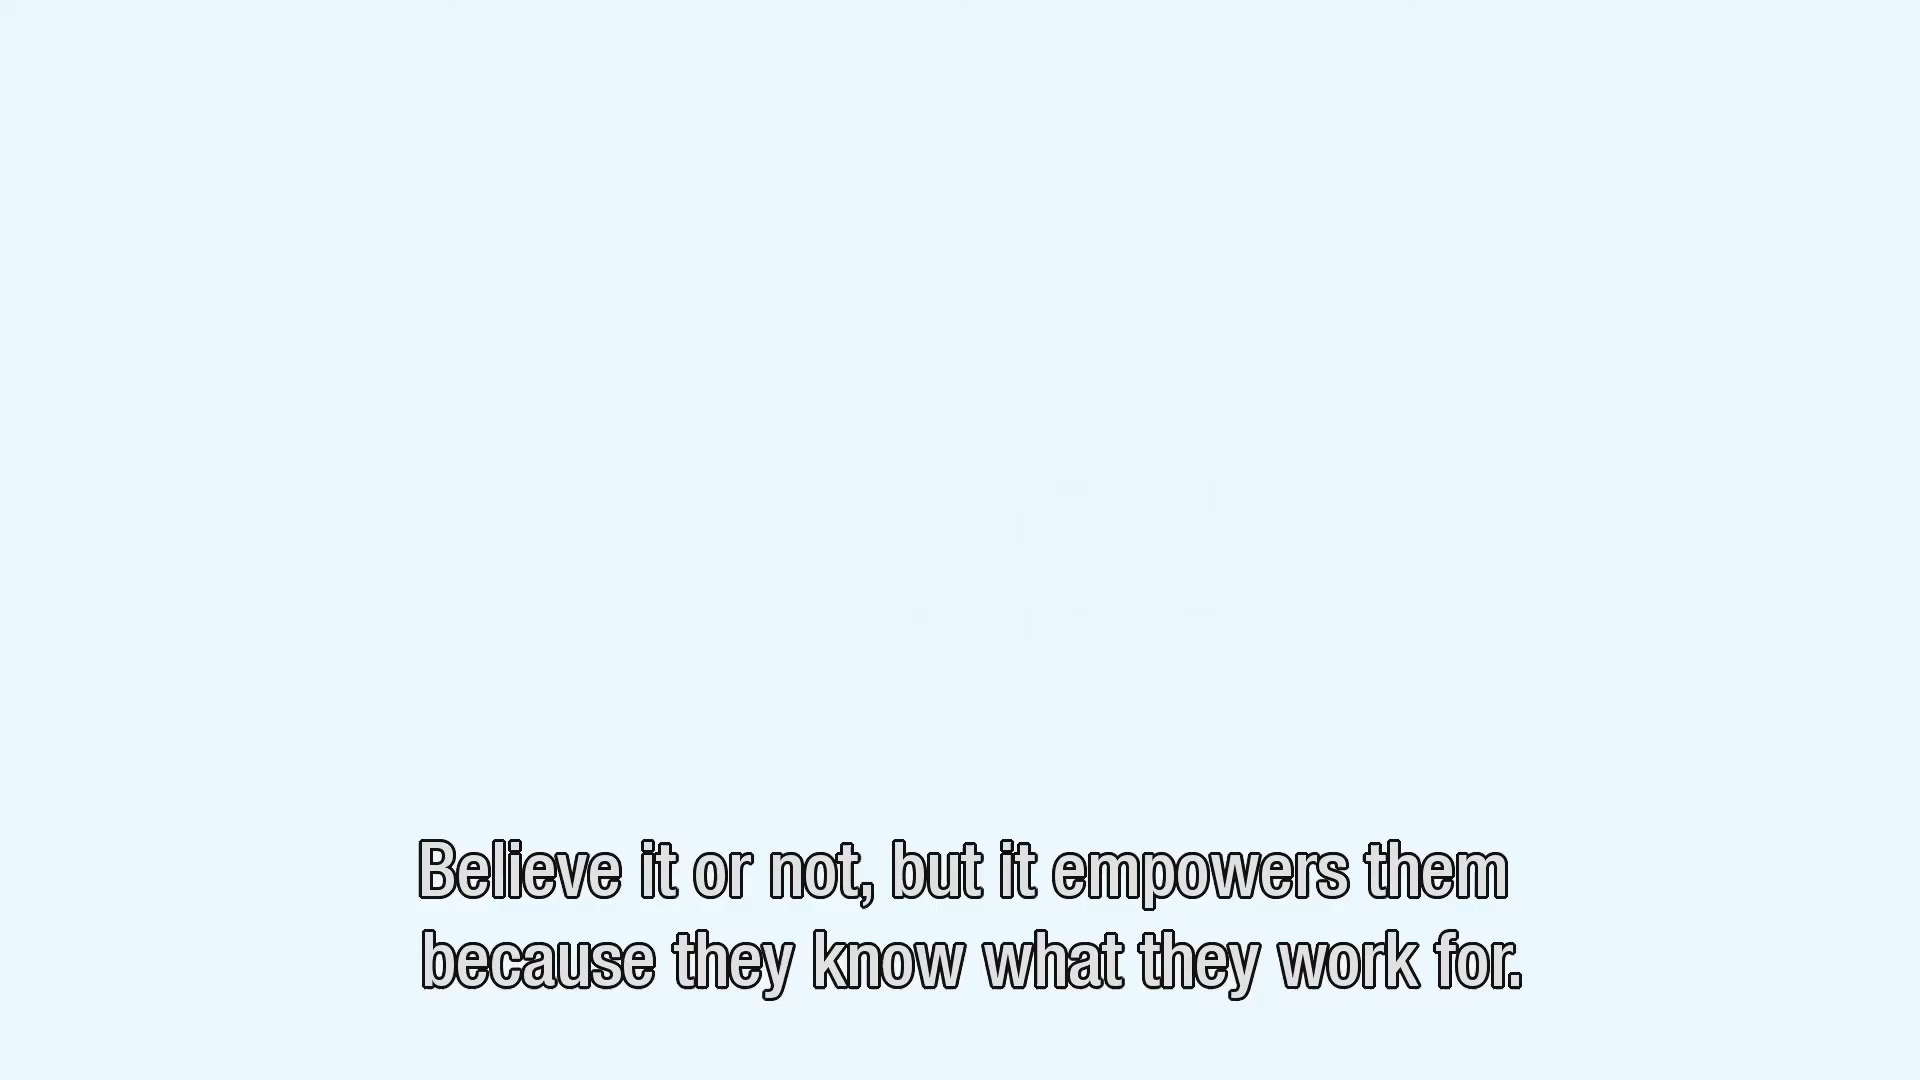 Believe it or not, but it empowers them
because they know what they work for.